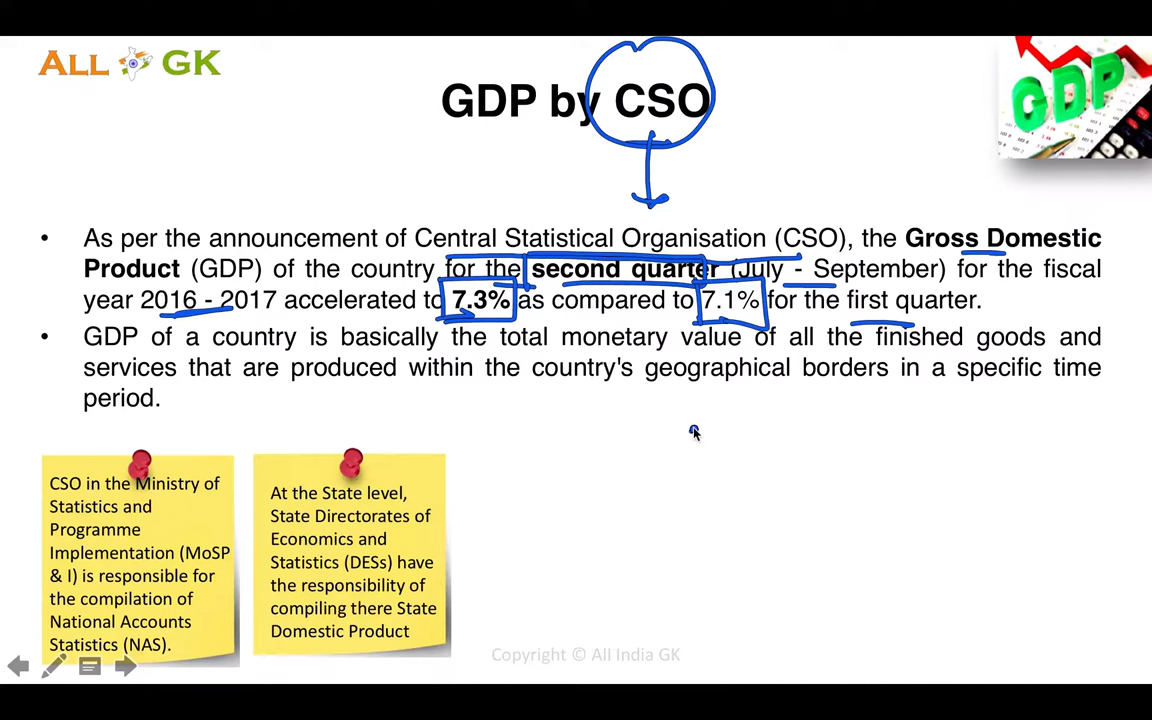 ALL GK
GDP by CSO
GDP
• As per the announcement of Central Statistical Organisation (CSO), the Gross Domestic
Product (GDP) of the country for the second quarter (July - September) for the fiscal
year 2016 - 2017 accelerated to 7.3% as compared to 7.1% for the first quarter.
• GDP of a country is basically the total monetary value of all the finished goods and
services that are produced within the country's geographical borders in a specific time
period.
CSO in the Ministry of
Statistics and
Programme
Implementation (MoSP
& I) is responsible for
the compilation of
National Accounts
Statistics (NAS).
At the State level,
State Directorates of
Economics and
Statistics (DESs) have
the responsibility of
compiling there State
Domestic Product
Copyright © All India GK